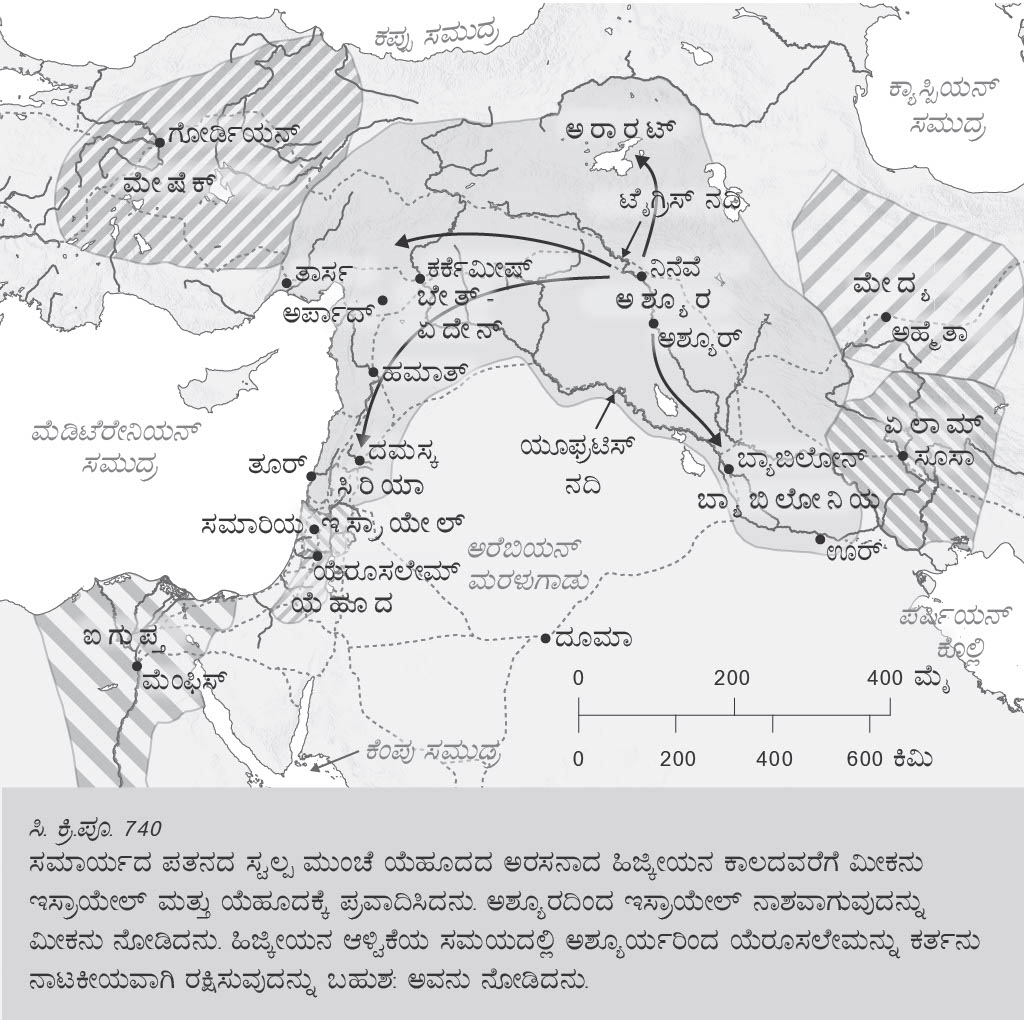 ಕಪ್ಪು ಸಮುದ್ರ
ಕ್ಯಾಸ್ಪಿಯನ್
ಸಮುದ್ರ
ಗೋರ್ಡಿಯನ್
ಮೇಶೆಕ್
ಅರಾರಟ್
ಟೈಗ್ರಿಸ್ ನದಿ
ತಾರ್ಸ
ಕರ್ಕೆಮೀಷ್
ನಿನೆವೆ
ಅರ್ಪಾದ್
ಬೇತ್-
ಏದೇನ್
ಅಶ್ಯೂರ
ಅಶ್ಯೂರ್
ಮೇದ್ಯ
ಅಹ್ಮೆತಾ
ಹಮಾತ್
ಮೆಡಿಟೆರೇನಿಯನ್
ಸಮುದ್ರ
ದಮಸ್ಕ
ತೂರ್
ಸಿರಿಯಾ
ಯೂಫ್ರಟಿಸ್
ನದಿ
ಬ್ಯಾಬಿಲೋನ್
ಬ್ಯಾಬಿಲೋನಿಯ
ಏಲಾಮ್
ಸೂಸಾ
ಸಮಾರಿಯ
ಇಸ್ರಾಯೇಲ್
ಯೆರೂಸಲೇಮ್
ಯೆಹೂದ
ಅರೆಬಿಯನ್
ಮರಳುಗಾಡು
ಊರ್
ಪರ್ಷಿಯನ್
ಕೊಲ್ಲಿ
ಐಗುಪ್ತ
ಮೆಂಫಿಸ್
ದೂಮಾ
0 200 400 ಮೈ
0 200 400 600 ಕಿಮಿ
ಕೆಂಪು ಸಮುಧ್ರ
ಸಿ. ಕ್ರಿ.ಪೂ. 740
ಸಮಾರ್ಯದ ಪತನದ ಸ್ವಲ್ಪ ಮುಂಚೆ ಯೆಹೂದದ ಅರಸನಾದ ಹಿಜ್ಕೀಯನ ಕಾಲದವರೆಗೆ ಮೀಕನು
ಇಸ್ರಾಯೇಲ್ ಮತ್ತು ಯೆಹೂದಕ್ಕೆ ಪ್ರವಾದಿಸಿದನು. ಅಶ್ಯೂರದಿಂದ ಇಸ್ರಾಯೇಲ್ ನಾಶವಾಗುವುದನ್ನು
ಮೀಕನು ನೋಡಿದನು. ಹಿಜ್ಕೀಯನ ಆಳ್ವಿಕೆಯ ಸಮಯದಲ್ಲಿ ಅಶ್ಯೂರ್ಯರಿಂದ ಯೆರೂಸಲೇಮನ್ನು ಕರ್ತನು
ನಾಟಕೀಯವಾಗಿ ರಕ್ಷಿಸುವುದನ್ನು ಬಹುಶ: ಅವನು ನೋಡಿದನು.